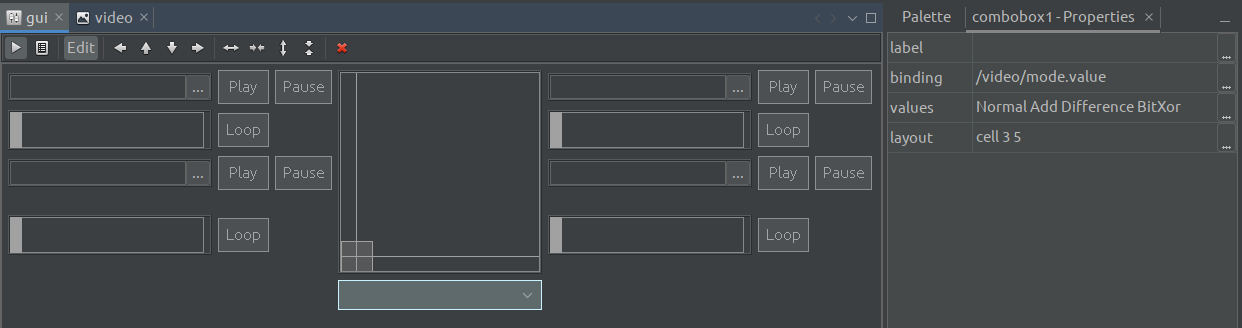 gui video
Palette combobox1 - Properties
Edit
label ...
binding /video/mode.value ...
values Normal Add Difference BitXor ...
layout cell 3 5 ...
... Play Pause ... Play Pause
Loop Loop
... Play Pause ... Play Pause
Loop Loop